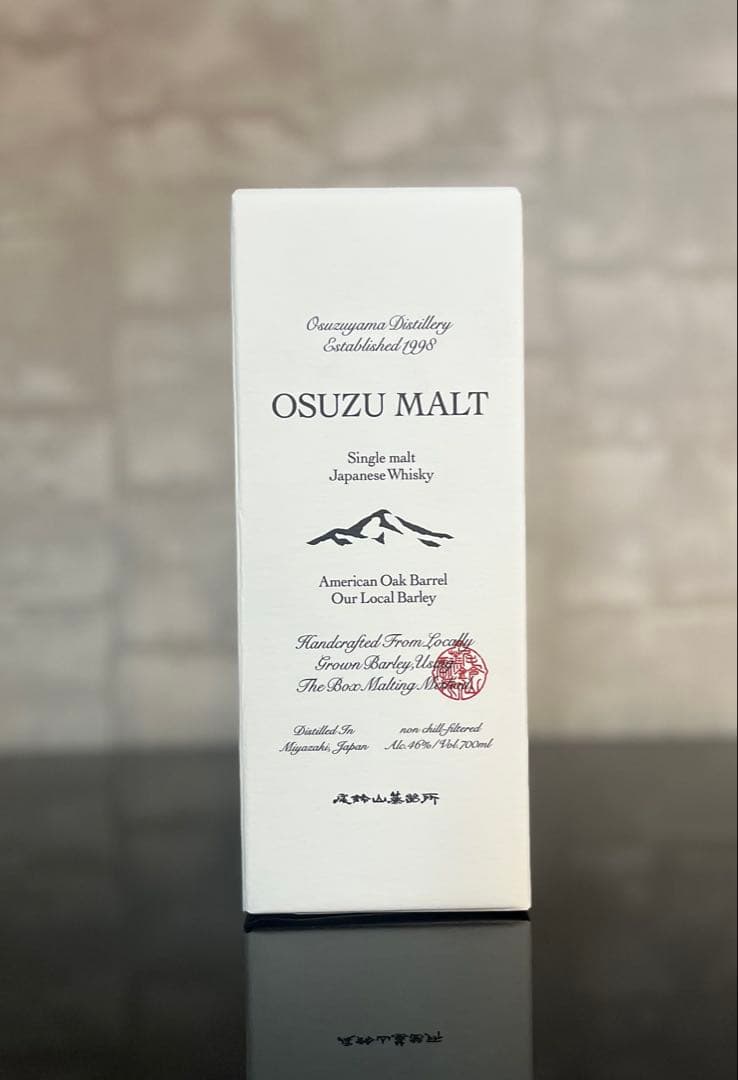 Osuzuyama Distillery
Established 1998
OSUZU MALT
Single malt
Japanese Whisky
American Oak Barrel
Our Local Barley
Handcrafted From Locally
Grown Barley, Using
The Box Malting Method
Distilled In
Miyazaki, Japan
non chill-filtered
Alc.46%/Vol.700ml
尾鈴山蒸留所